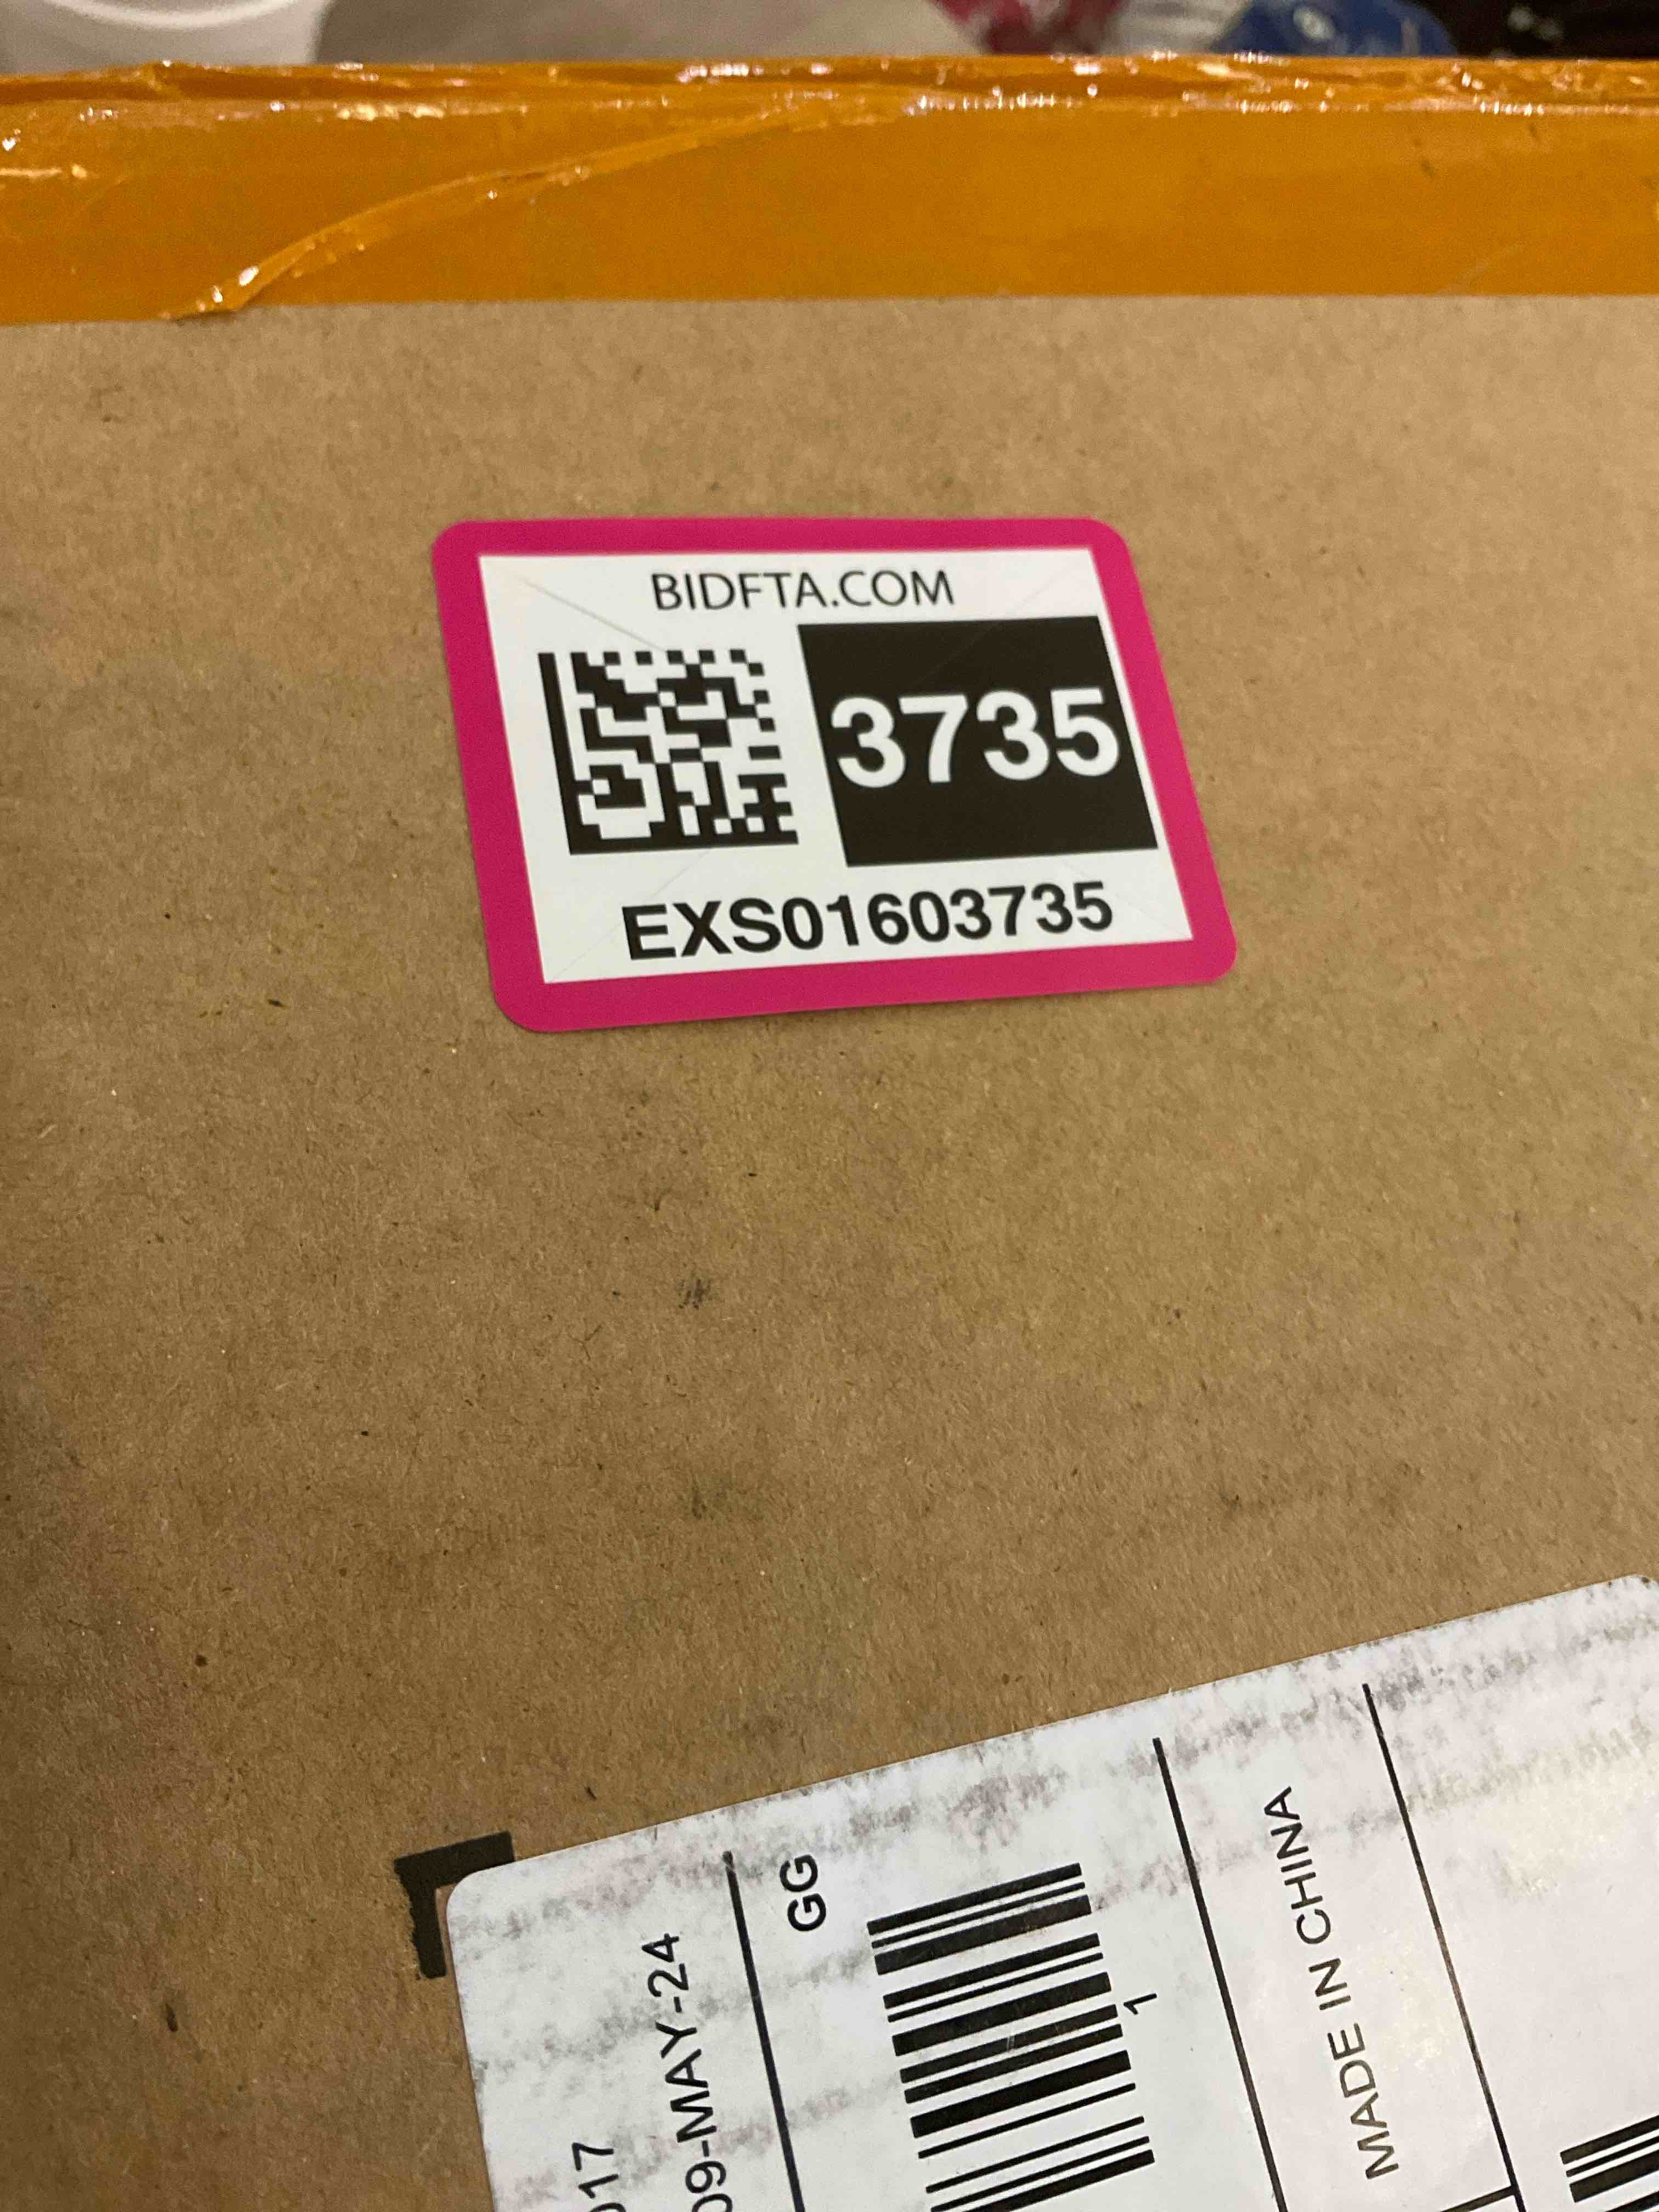 BIDFTA.COM
3735
EXS01603735
09-MAY-24
GG
1
MADE IN CHINA